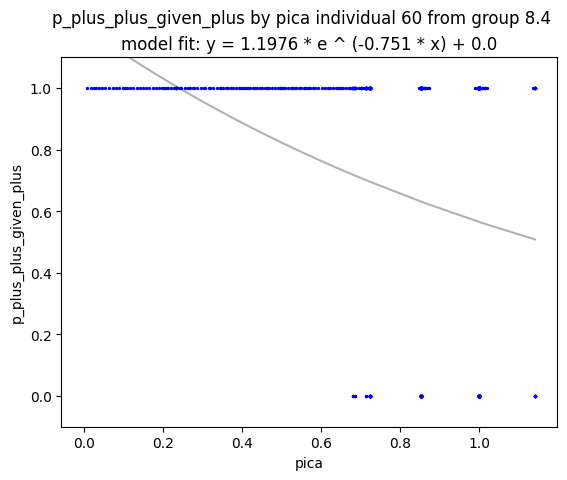 p_plus_plus_given_plus by pica individual 60 from group 8.4
model fit: y = 1.1976 * e ^ (-0.751 * x) + 0.0
1.0
0.8
0.6
0.4
0.2
0.0
p_plus_plus_given_plus
0.0 0.2 0.4 0.6 0.8 1.0
pica